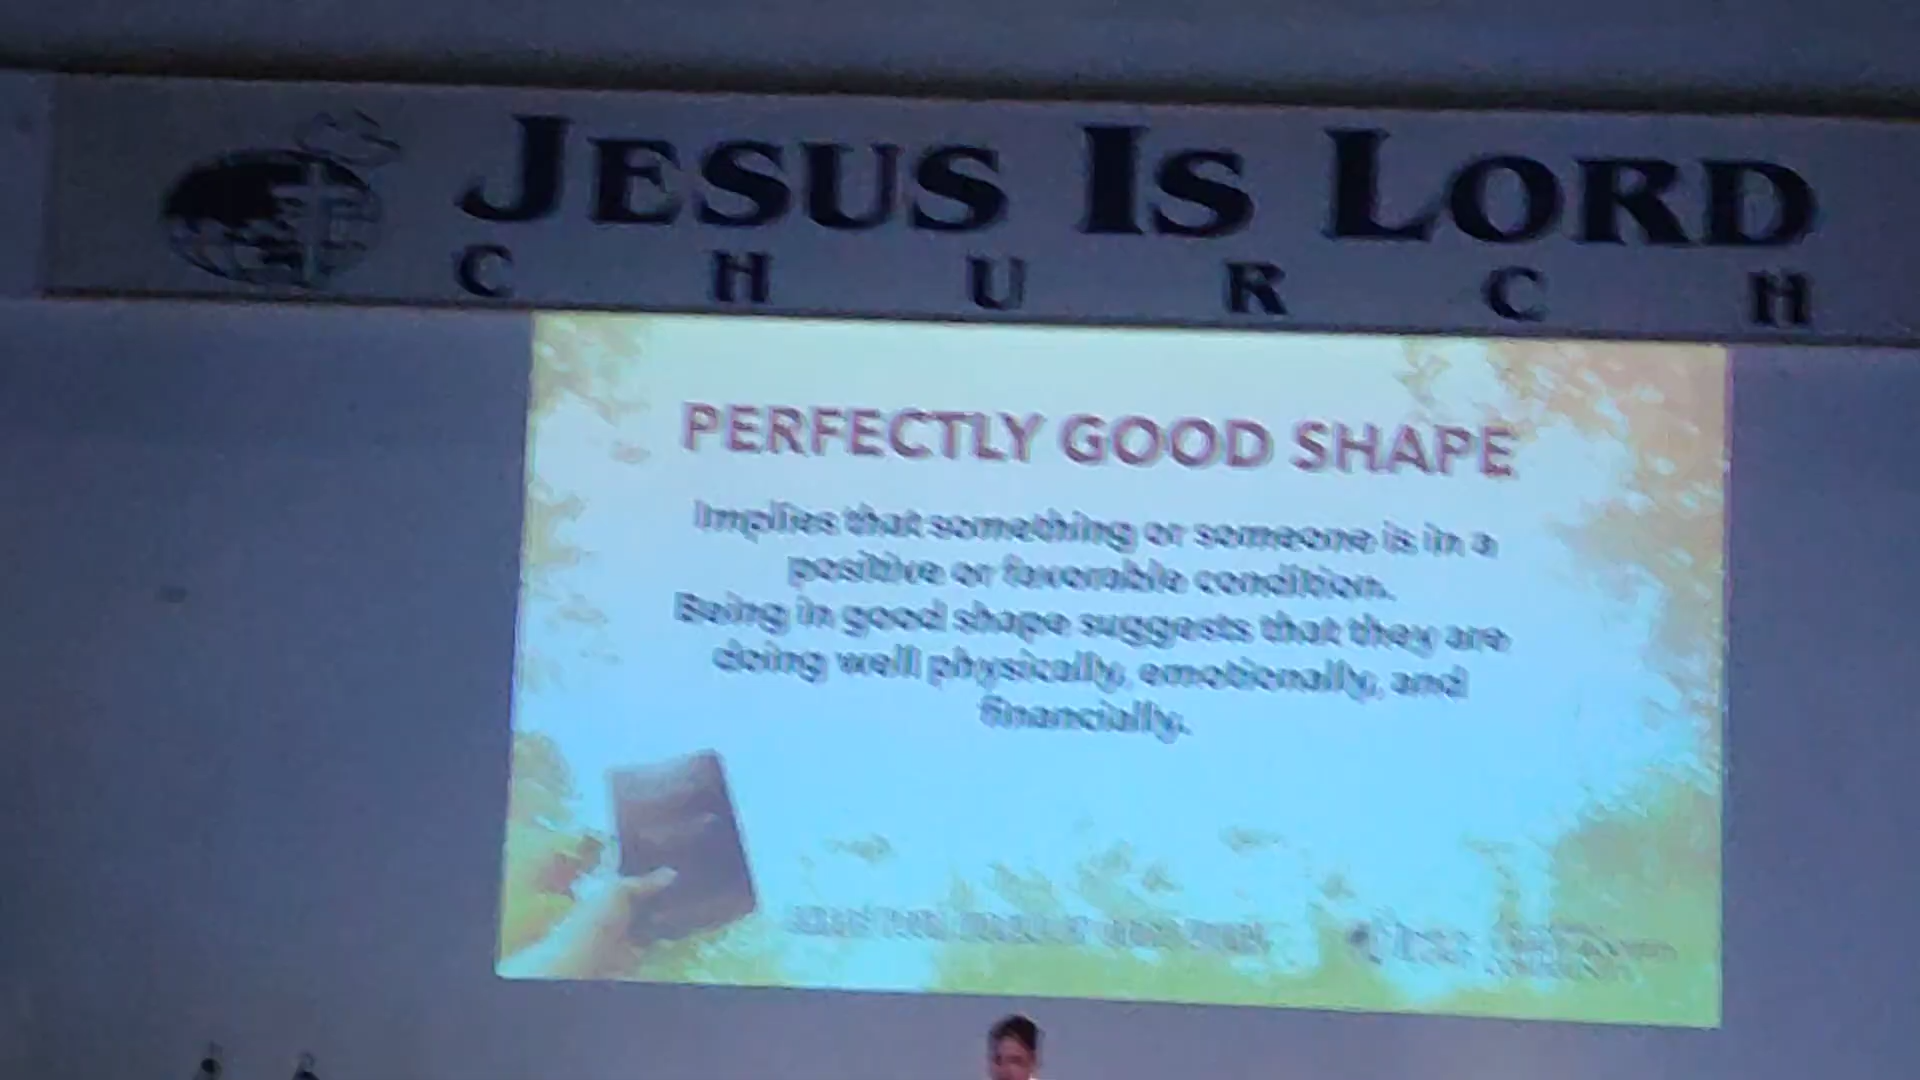 JESUS IS LORD
CHURCH
PERFECTLY GOOD SHAPE
Implies that something or someone is in a
positive or favorable condition.
Being in good shape suggests that they are
doing well physically, emotionally, and
financially.